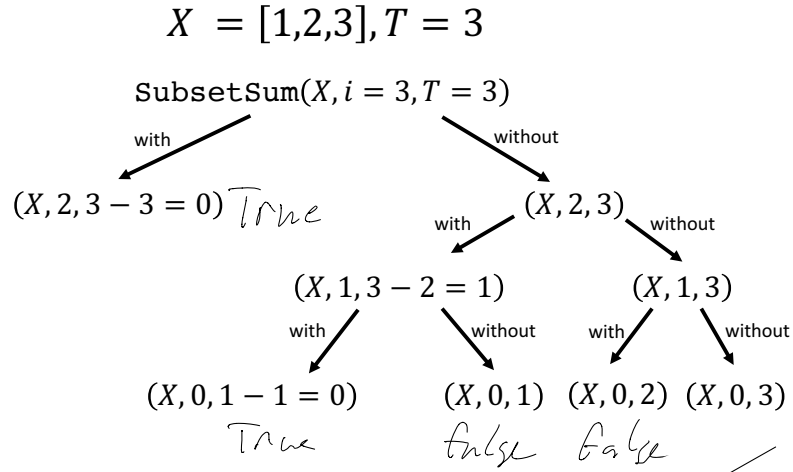 X = [1,2,3], T = 3
SubsetSum(X, i = 3, T = 3)
with without
(X, 2, 3 − 3 = 0) True (X, 2, 3)
with without
(X, 1, 3 − 2 = 1) (X, 1, 3)
with without with without
(X, 0, 1 − 1 = 0) (X, 0, 1) (X, 0, 2) (X, 0, 3)
True False False